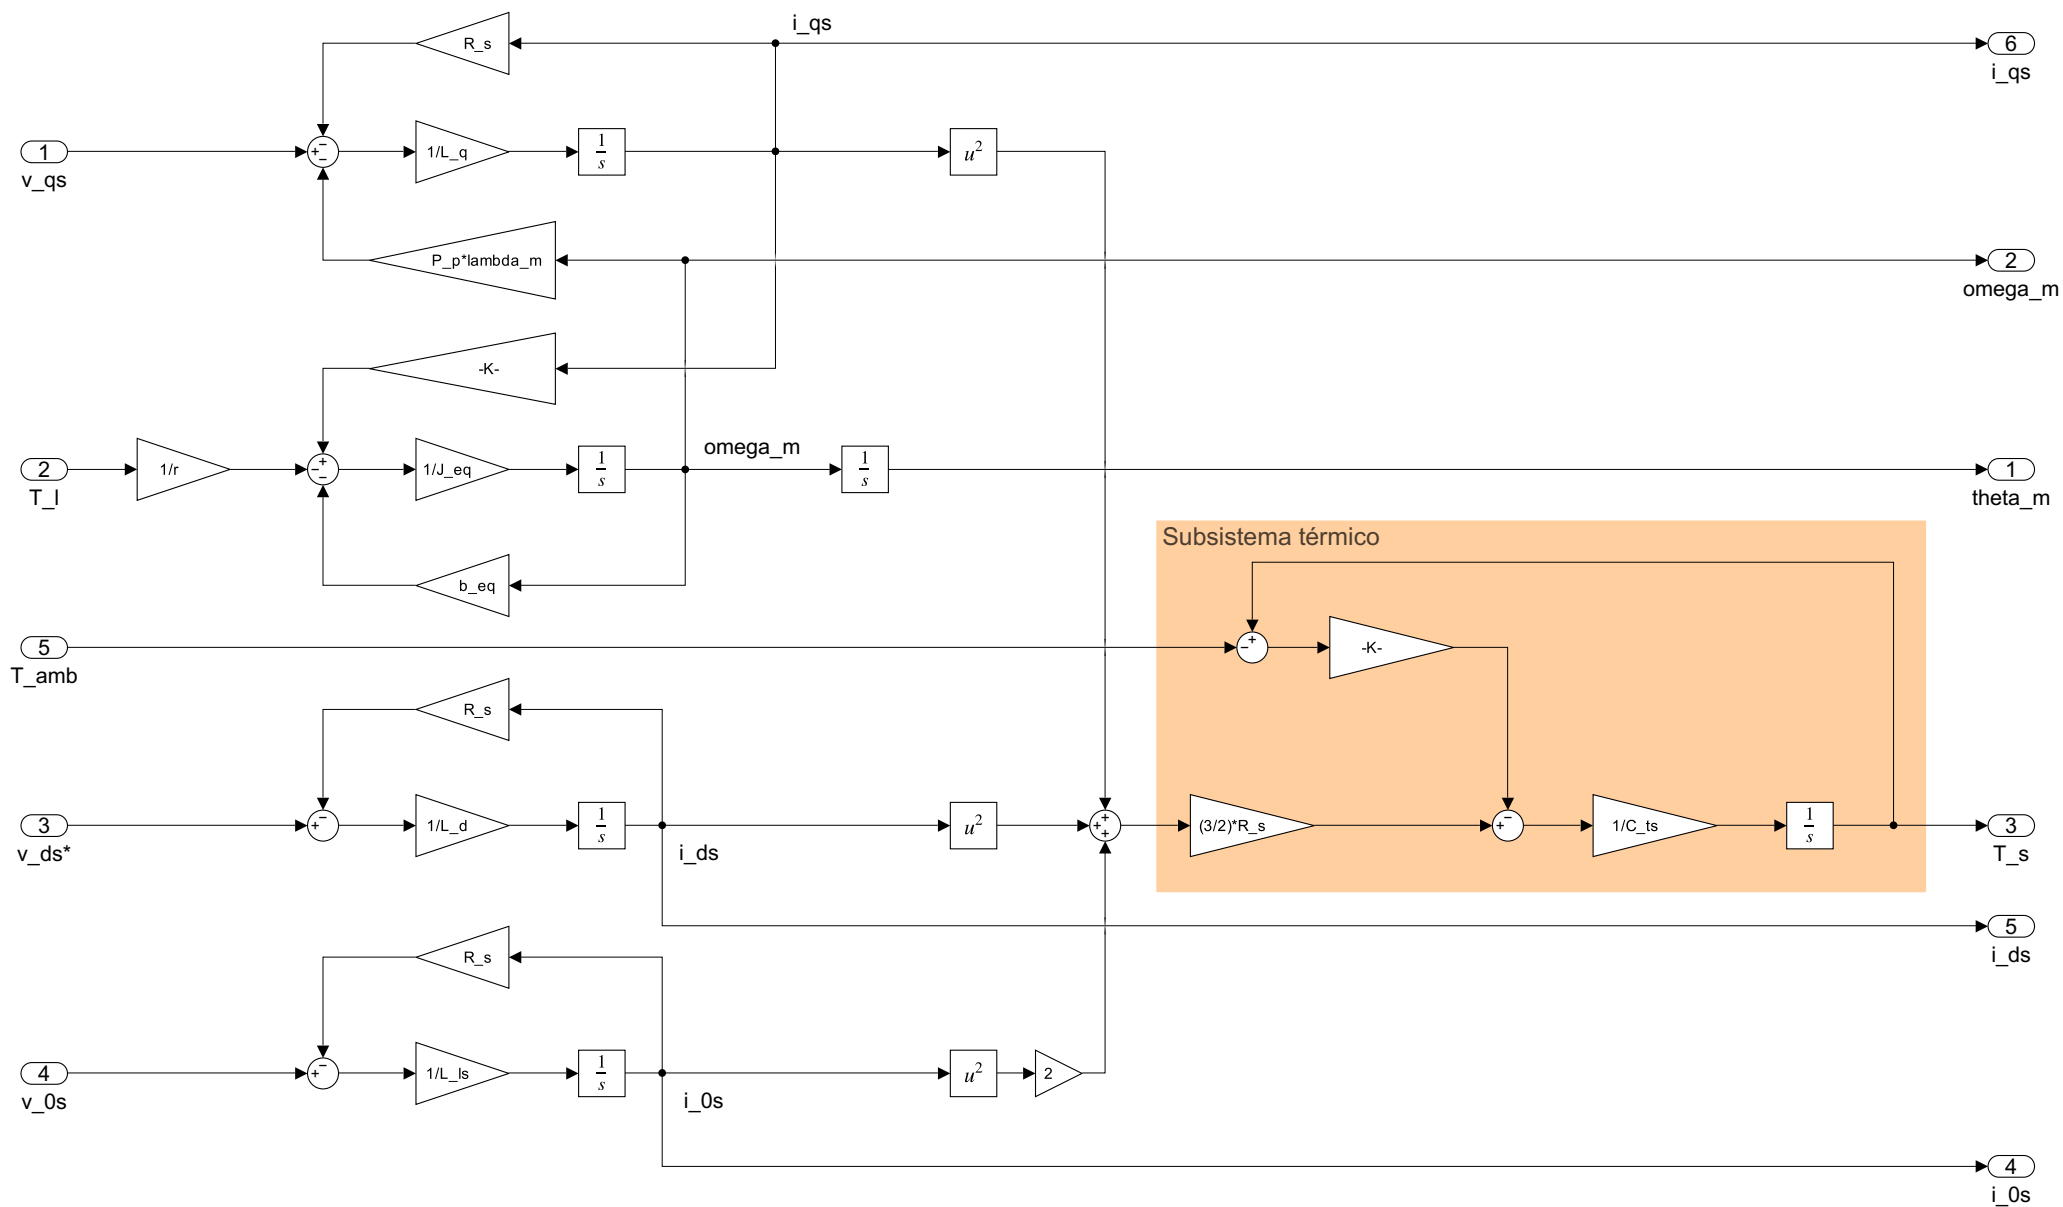 i_qs
R_s
6
i_qs
1
v_qs
+ − −
1/L_q
1/s
u²
P_p*lambda_m
2
omega_m
-K-
2
T_l
1/r
− + −
1/J_eq
1/s
omega_m
1/s
1
theta_m
Subsistema térmico
b_eq
5
T_amb
− +
-K-
R_s
3
v_ds*
+ −
1/L_d
1/s
i_ds
u²
+ + +
(3/2)*R_s
+ −
1/C_ts
1/s
3
T_s
5
i_ds
R_s
4
v_0s
+ −
1/L_ls
1/s
i_0s
u²
2
4
i_0s